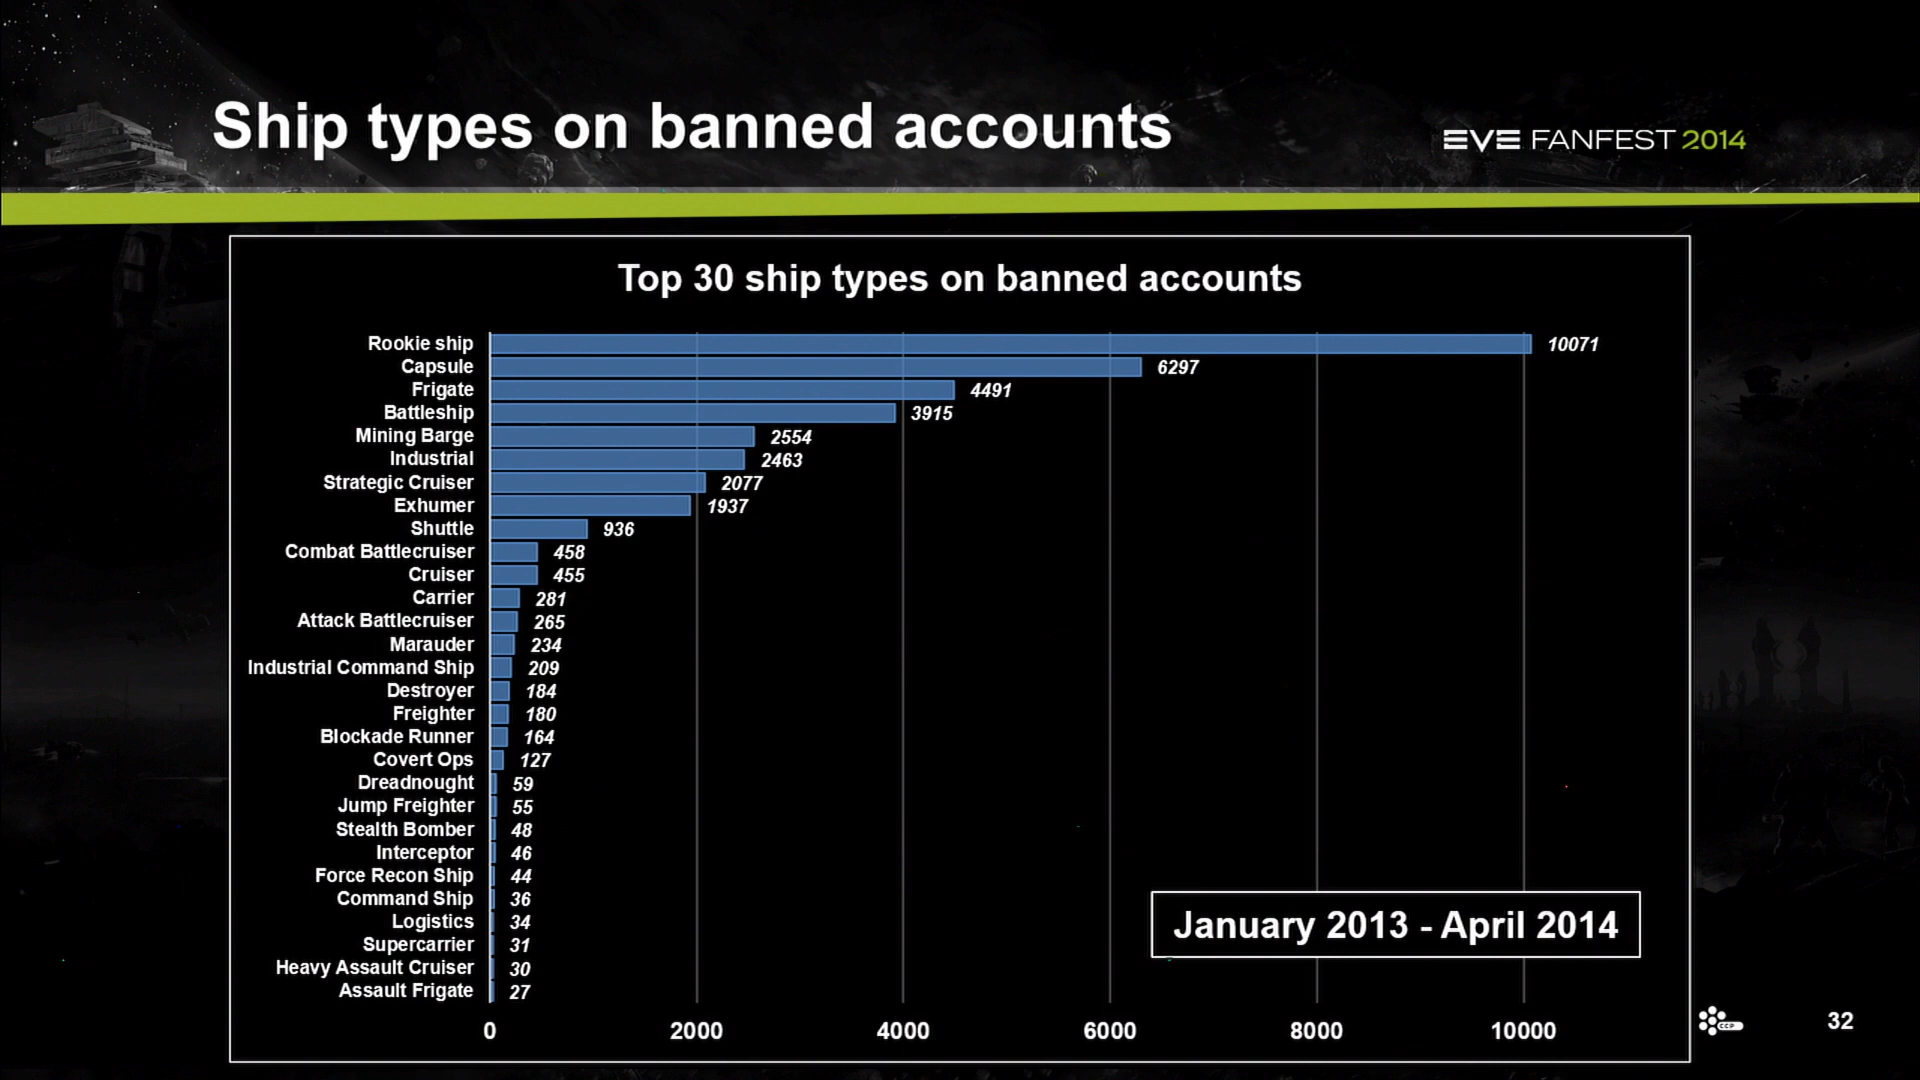 Ship types on banned accounts
EVE FANFEST 2014
Top 30 ship types on banned accounts
Rookie ship 10071
Capsule 6297
Frigate 4491
Battleship 3915
Mining Barge 2554
Industrial 2463
Strategic Cruiser 2077
Exhumer 1937
Shuttle 936
Combat Battlecruiser 458
Cruiser 455
Carrier 281
Attack Battlecruiser 265
Marauder 234
Industrial Command Ship 209
Destroyer 184
Freighter 180
Blockade Runner 164
Covert Ops 127
Dreadnought 59
Jump Freighter 55
Stealth Bomber 48
Interceptor 46
Force Recon Ship 44
Command Ship 36
Logistics 34
Supercarrier 31
Heavy Assault Cruiser 30
Assault Frigate 27
January 2013 - April 2014
0 2000 4000 6000 8000 10000
CCP
32